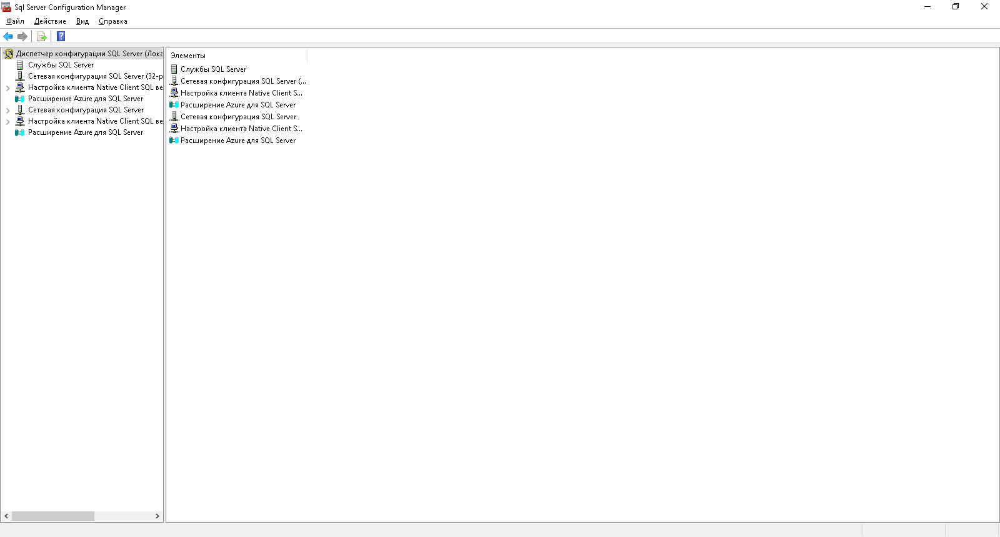 Sql Server Configuration Manager
Файл Действие Вид Справка
Диспетчер конфигурации SQL Server (Лока
Службы SQL Server
Сетевая конфигурация SQL Server (32-р
Настройка клиента Native Client SQL ве
Расширение Azure для SQL Server
Сетевая конфигурация SQL Server
Настройка клиента Native Client SQL ве
Расширение Azure для SQL Server
Элементы
Службы SQL Server
Сетевая конфигурация SQL Server (...
Настройка клиента Native Client S...
Расширение Azure для SQL Server
Сетевая конфигурация SQL Server
Настройка клиента Native Client S...
Расширение Azure для SQL Server